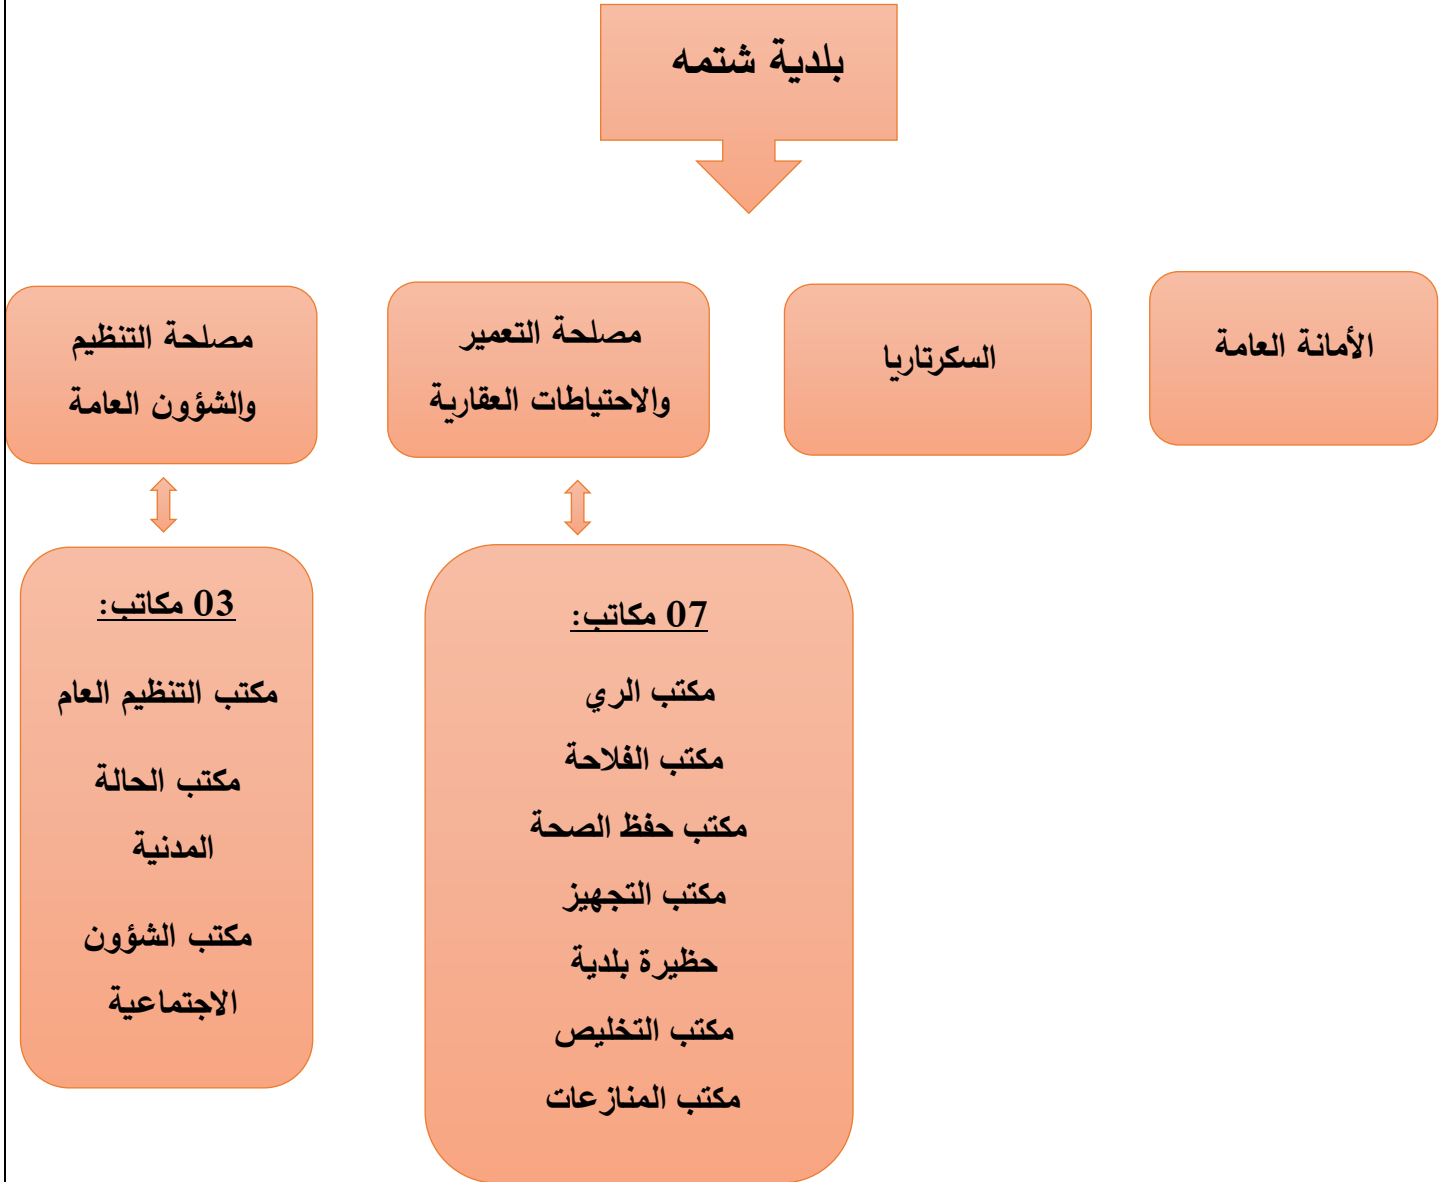 بلدية شتمه
الأمانة العامة
السكرتاريا
مصلحة التعمير
والاحتياطات العقارية
مصلحة التنظيم
والشؤون العامة
07 مكاتب:
مكتب الري
مكتب الفلاحة
مكتب حفظ الصحة
مكتب التجهيز
حظيرة بلدية
مكتب التخليص
مكتب المنازعات
03 مكاتب:
مكتب التنظيم العام
مكتب الحالة
المدنية
مكتب الشؤون
الاجتماعية